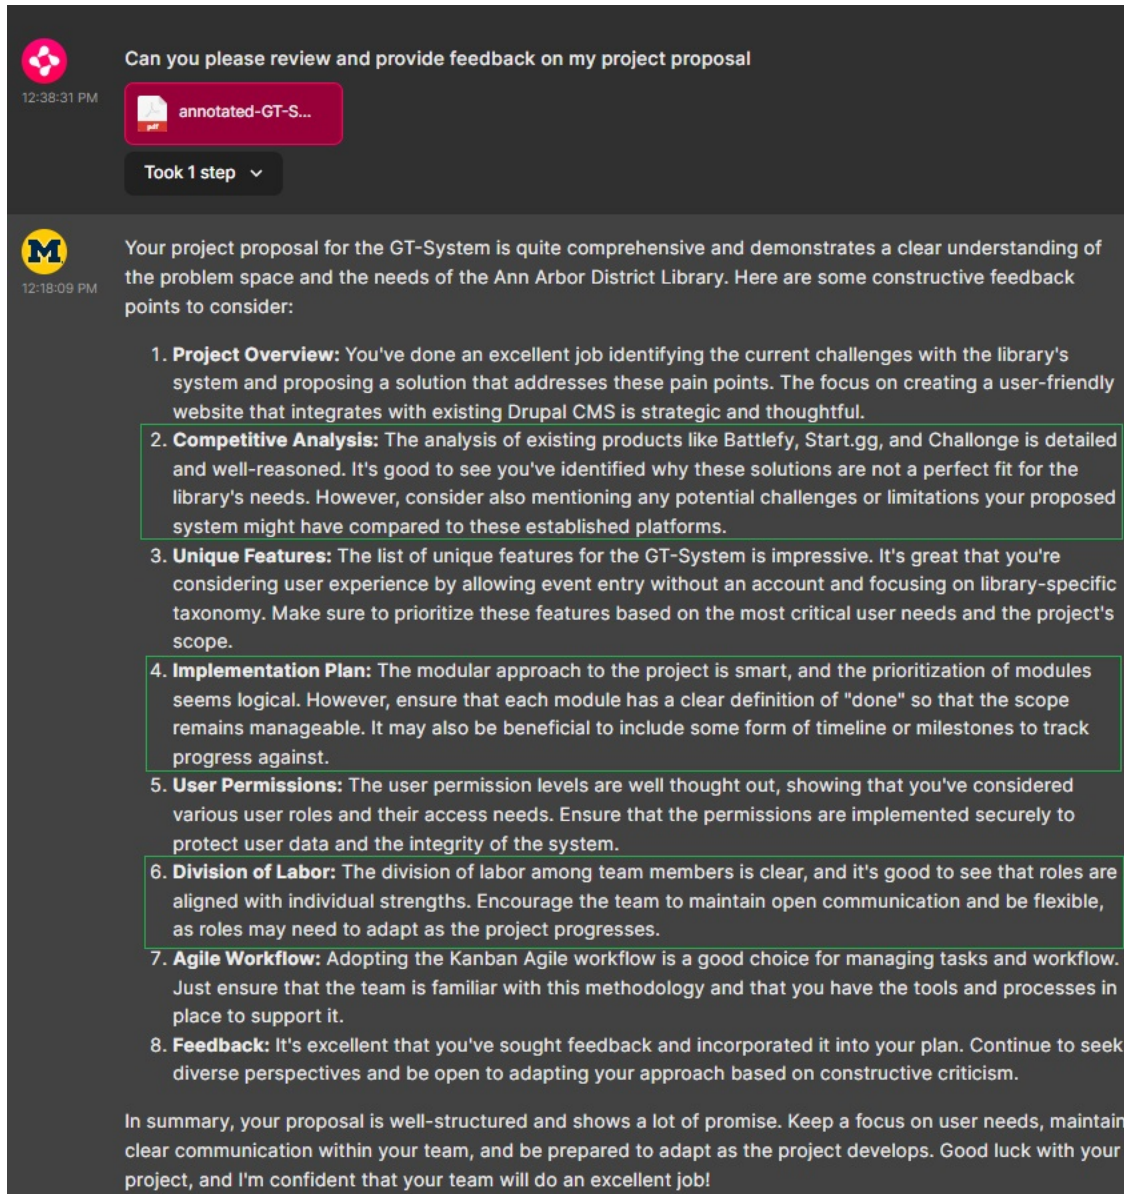 Can you please review and provide feedback on my project proposal
12:38:31 PM
pdf
annotated-GT-S...
Took 1 step
M
12:18:09 PM
Your project proposal for the GT-System is quite comprehensive and demonstrates a clear understanding of
the problem space and the needs of the Ann Arbor District Library. Here are some constructive feedback
points to consider:
1. Project Overview: You've done an excellent job identifying the current challenges with the library's
system and proposing a solution that addresses these pain points. The focus on creating a user-friendly
website that integrates with existing Drupal CMS is strategic and thoughtful.
2. Competitive Analysis: The analysis of existing products like Battlefy, Start.gg, and Challonge is detailed
and well-reasoned. It's good to see you've identified why these solutions are not a perfect fit for the
library's needs. However, consider also mentioning any potential challenges or limitations your proposed
system might have compared to these established platforms.
3. Unique Features: The list of unique features for the GT-System is impressive. It's great that you're
considering user experience by allowing event entry without an account and focusing on library-specific
taxonomy. Make sure to prioritize these features based on the most critical user needs and the project's
scope.
4. Implementation Plan: The modular approach to the project is smart, and the prioritization of modules
seems logical. However, ensure that each module has a clear definition of "done" so that the scope
remains manageable. It may also be beneficial to include some form of timeline or milestones to track
progress against.
5. User Permissions: The user permission levels are well thought out, showing that you've considered
various user roles and their access needs. Ensure that the permissions are implemented securely to
protect user data and the integrity of the system.
6. Division of Labor: The division of labor among team members is clear, and it's good to see that roles are
aligned with individual strengths. Encourage the team to maintain open communication and be flexible,
as roles may need to adapt as the project progresses.
7. Agile Workflow: Adopting the Kanban Agile workflow is a good choice for managing tasks and workflow.
Just ensure that the team is familiar with this methodology and that you have the tools and processes in
place to support it.
8. Feedback: It's excellent that you've sought feedback and incorporated it into your plan. Continue to seek
diverse perspectives and be open to adapting your approach based on constructive criticism.
In summary, your proposal is well-structured and shows a lot of promise. Keep a focus on user needs, maintain
clear communication within your team, and be prepared to adapt as the project develops. Good luck with your
project, and I'm confident that your team will do an excellent job!